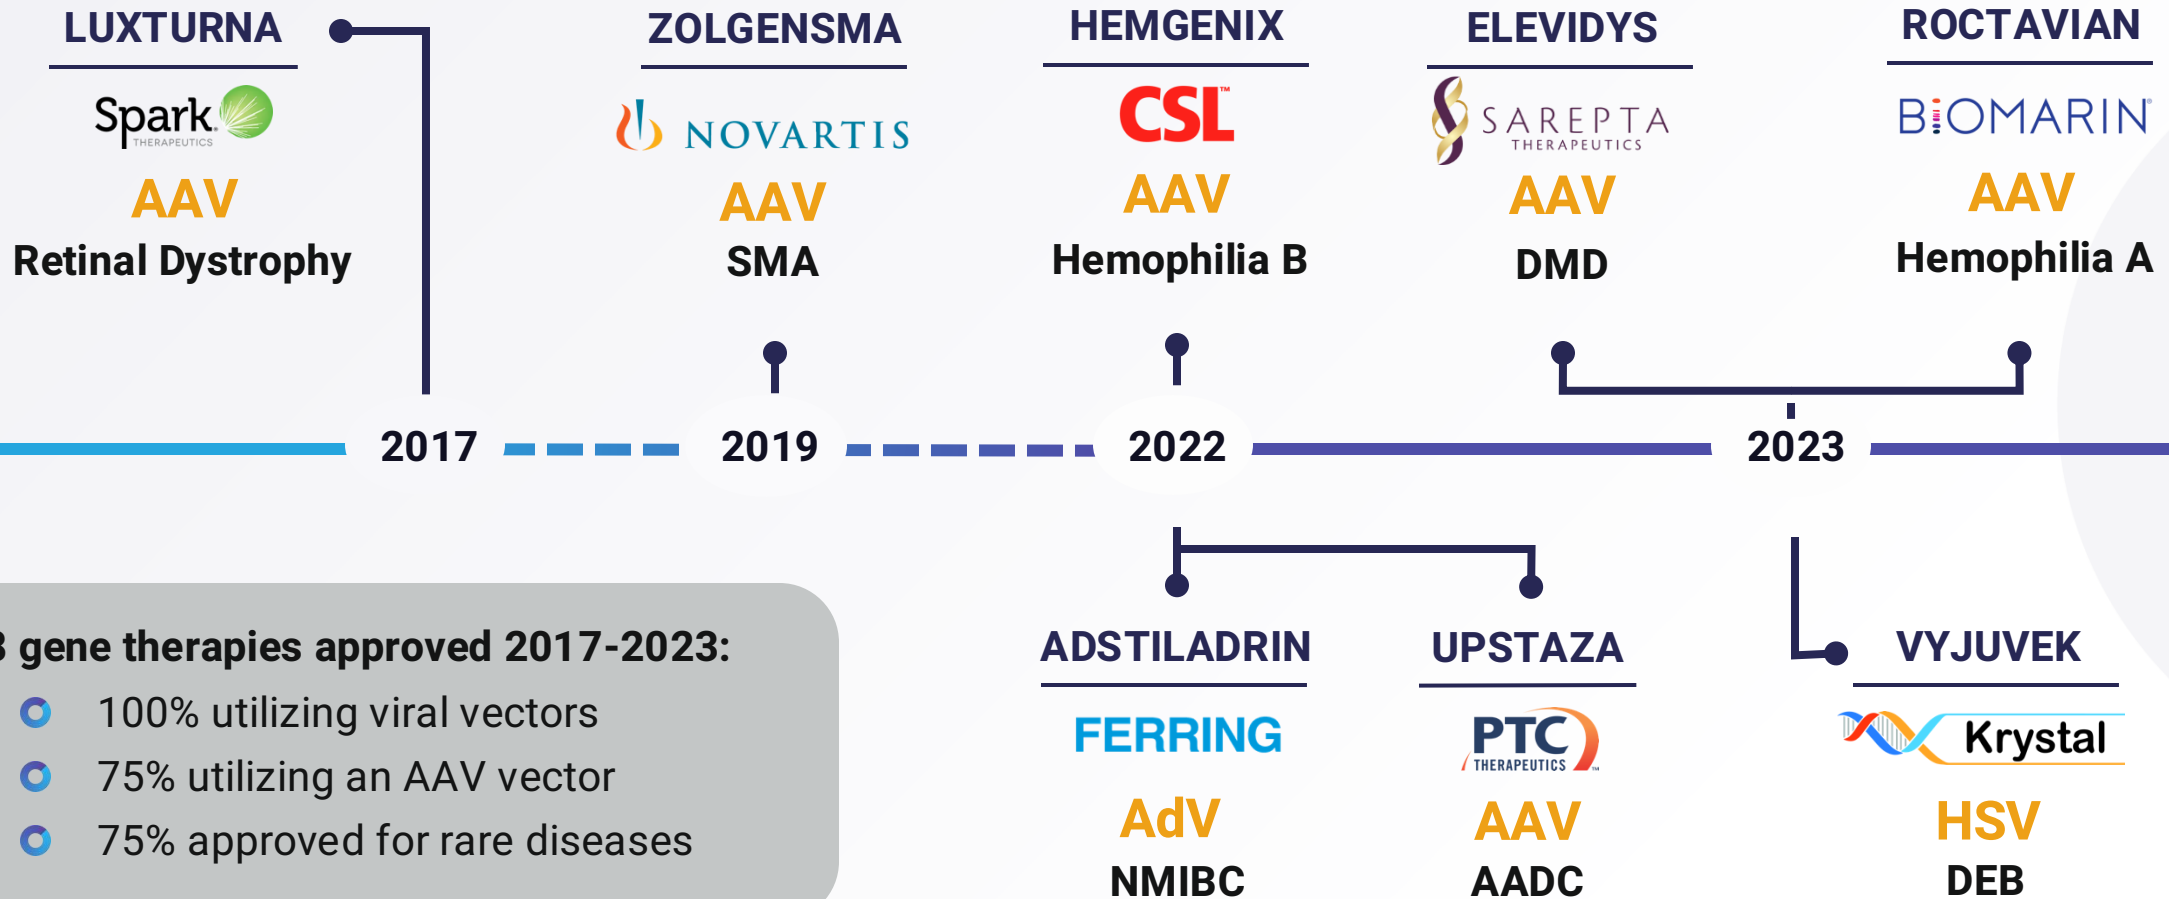 LUXTURNA
Spark
THERAPEUTICS
AAV
Retinal Dystrophy
ZOLGENSMA
NOVARTIS
AAV
SMA
HEMGENIX
CSL™
AAV
Hemophilia B
ELEVIDYS
SAREPTA
THERAPEUTICS
AAV
DMD
ROCTAVIAN
BIOMARIN®
AAV
Hemophilia A
2017
2019
2022
2023
gene therapies approved 2017-2023:
100% utilizing viral vectors
75% utilizing an AAV vector
75% approved for rare diseases
ADSTILADRIN
FERRING
AdV
NMIBC
UPSTAZA
PTC
THERAPEUTICS™
AAV
AADC
VYJUVEK
Krystal
HSV
DEB